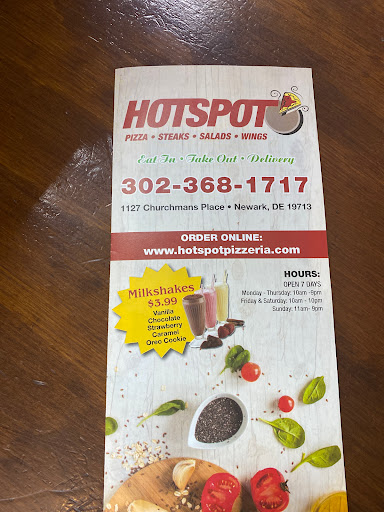 HOTSPOT
PIZZA • STEAKS • SALADS • WINGS
Eat In • Take Out • Delivery
302-368-1717
1127 Churchmans Place • Newark, DE 19713
ORDER ONLINE:
www.hotspotpizzeria.com
Milkshakes
$3.99
Vanilla
Chocolate
Strawberry
Caramel
Oreo Cookie
HOURS:
OPEN 7 DAYS
Monday - Thursday: 10am -9pm
Friday & Saturday: 10am - 10pm
Sunday: 11am- 9pm